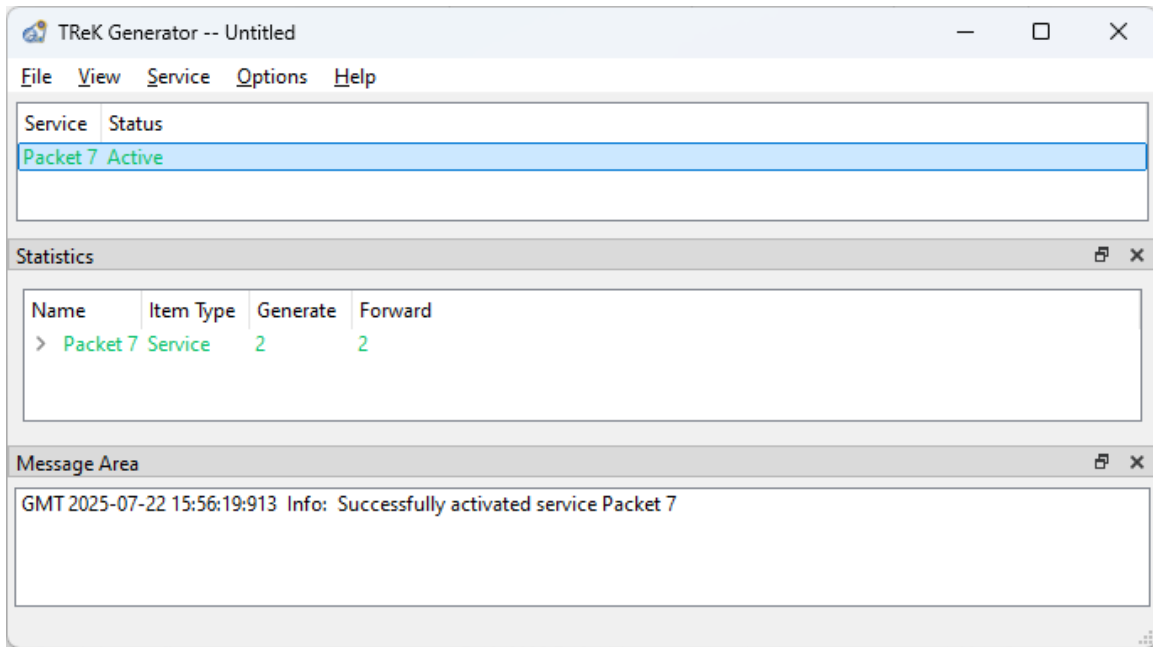 TReK Generator -- Untitled
File View Service Options Help
Service Status
Packet 7 Active
Statistics
Name Item Type Generate Forward
Packet 7 Service 2 2
Message Area
GMT 2025-07-22 15:56:19:913 Info: Successfully activated service Packet 7